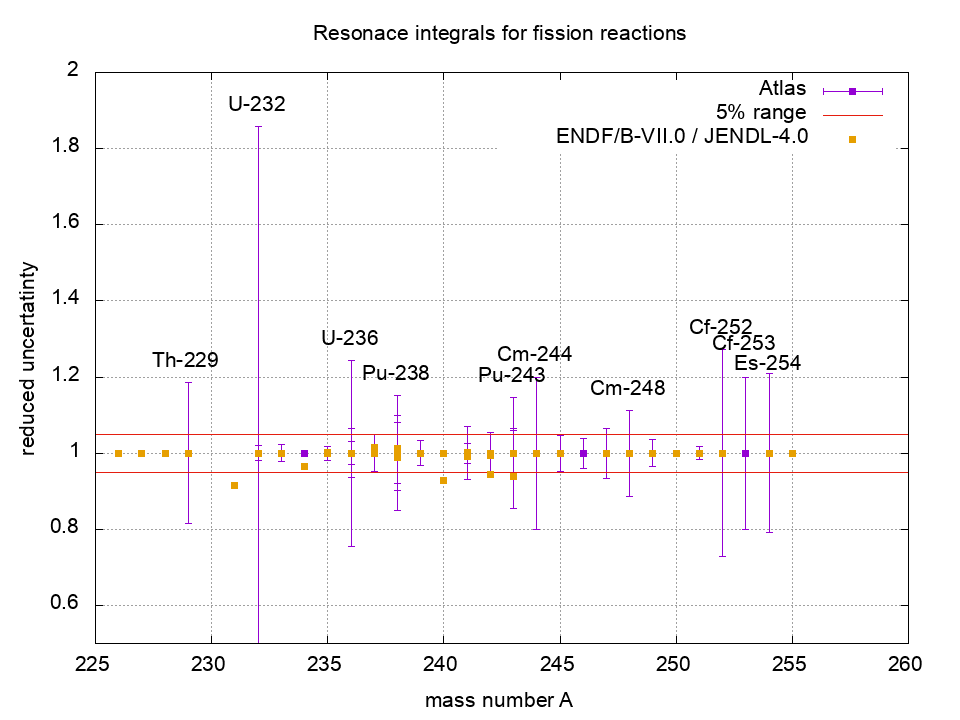 Resonace integrals for fission reactions
2
Atlas
5% range
ENDF/B-VII.0 / JENDL-4.0
U-232
1.8
1.6
1.4
U-236
Cf-252
Cf-253
Th-229
Cm-244
Es-254
Pu-238
Pu-243
1.2
Cm-248
1
0.8
0.6
reduced uncertatinty
225
230
235
240
245
250
255
260
mass number A